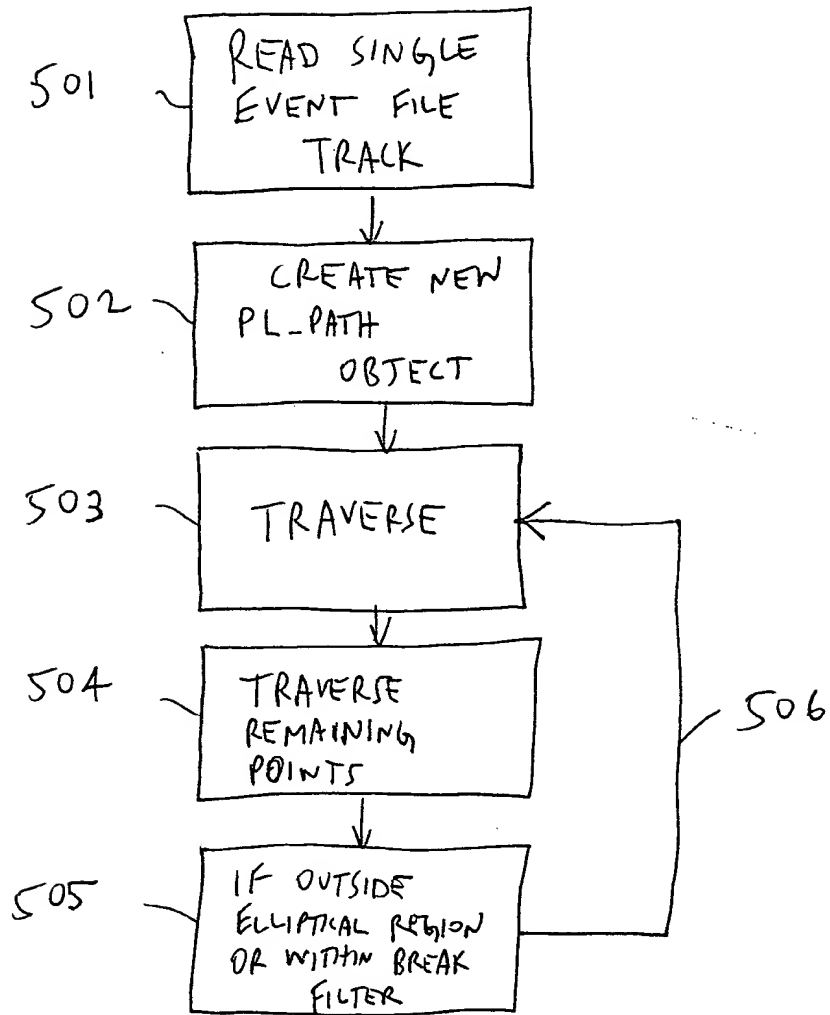 501
READ SINGLE
EVENT FILE
TRACK
502
CREATE NEW
PL_PATH
OBJECT
503
TRAVERSE
504
TRAVERSE
REMAINING
POINTS
505
IF OUTSIDE
ELLIPTICAL REGION
OR WITHIN BREAK
FILTER
506